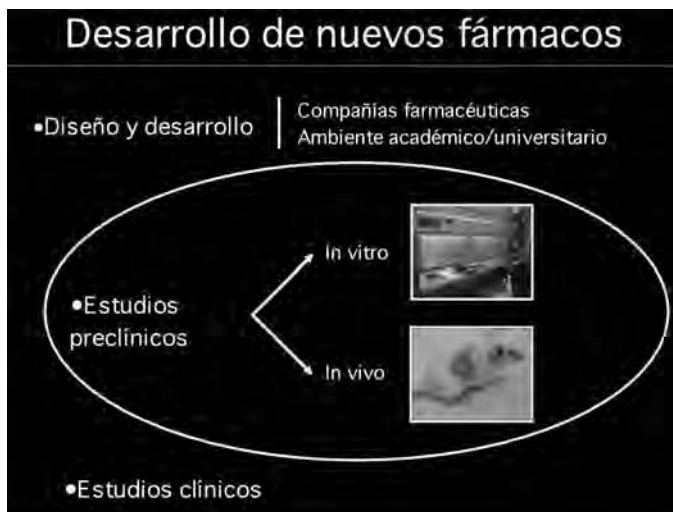 Desarrollo de nuevos fármacos
•Diseño y desarrollo
Compañías farmacéuticas
Ambiente académico/universitario
In vitro
•Estudios
preclínicos
In vivo
•Estudios clínicos